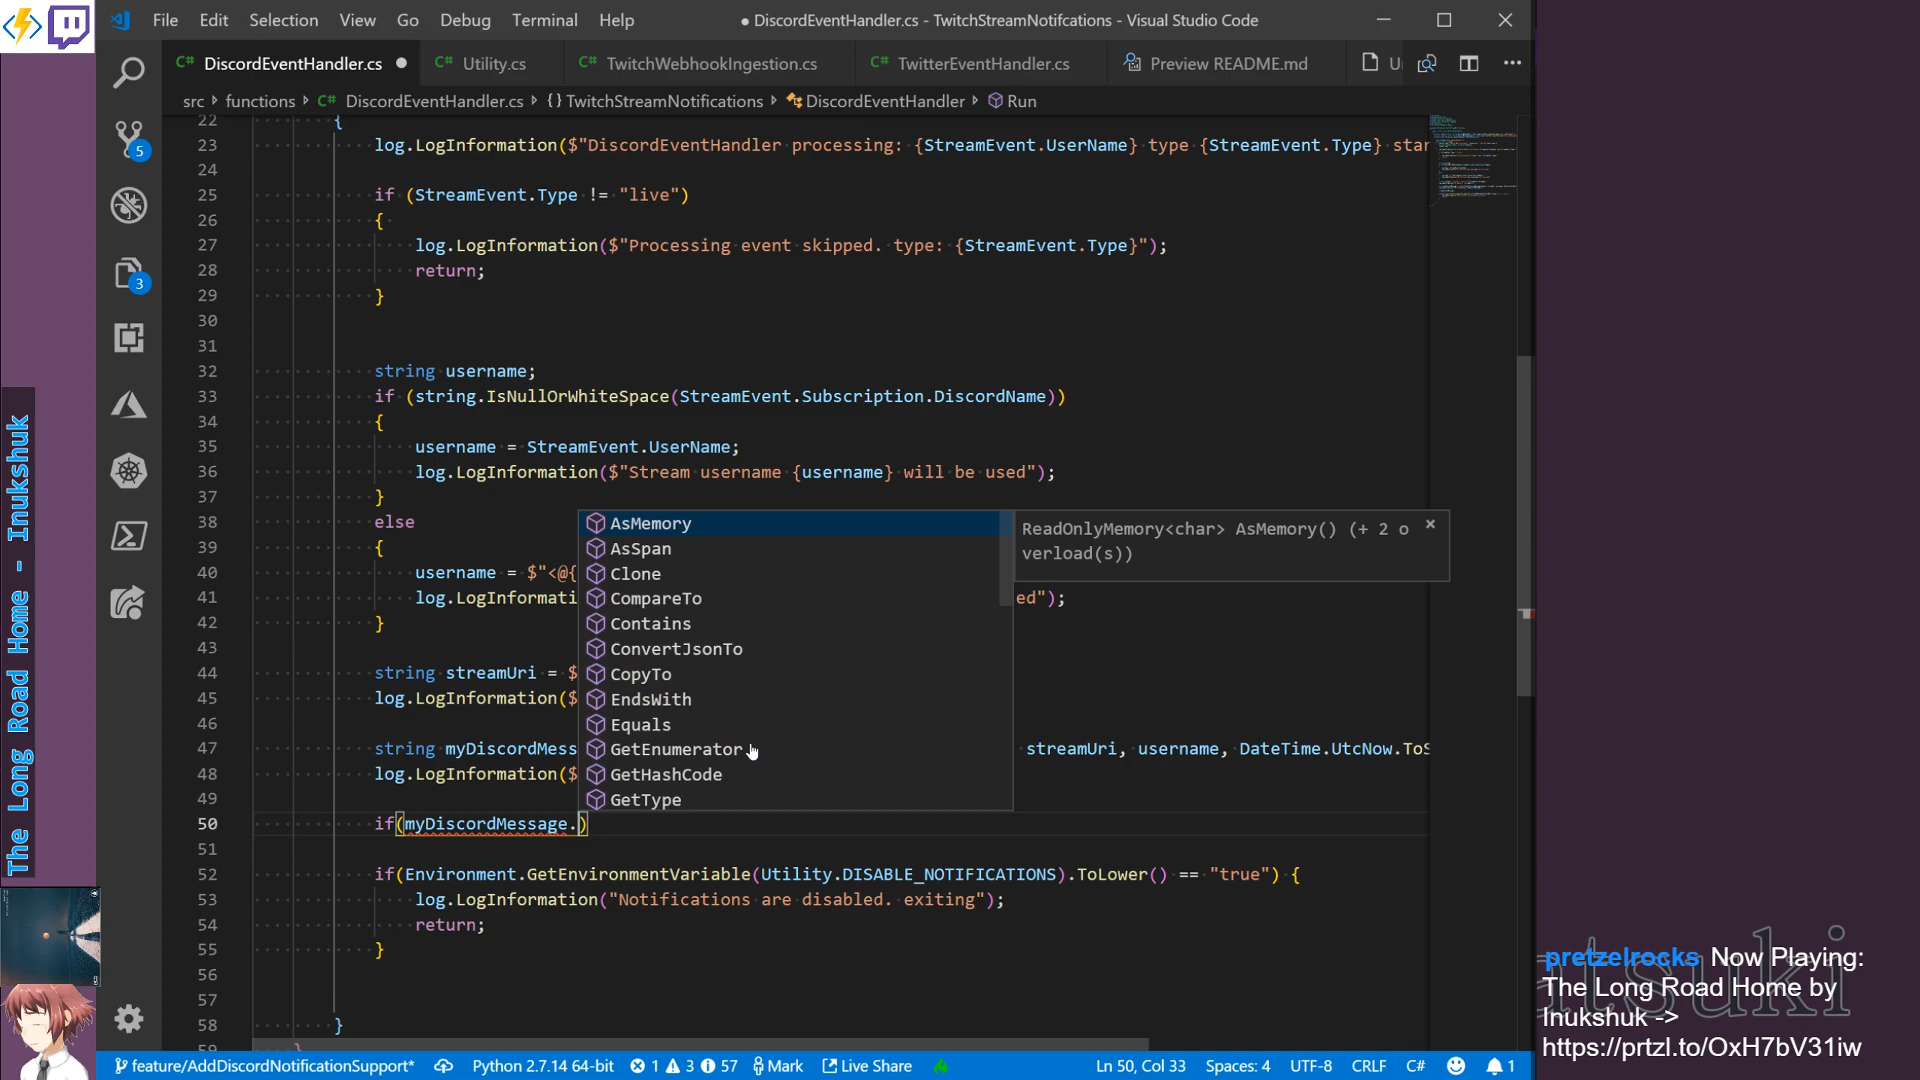 File Edit Selection View Go Debug Terminal Help
● DiscordEventHandler.cs - TwitchStreamNotifcations - Visual Studio Code
C# DiscordEventHandler.cs ●
C# Utility.cs
C# TwitchWebhookIngestion.cs
C# TwitterEventHandler.cs
Preview README.md
U
src > functions > C# DiscordEventHandler.cs > {} TwitchStreamNotifications > DiscordEventHandler > Run
22 {
23 log.LogInformation($"DiscordEventHandler processing: {StreamEvent.UserName} type {StreamEvent.Type} star
24
25 if (StreamEvent.Type != "live")
26 {
27 log.LogInformation($"Processing event skipped. type: {StreamEvent.Type}");
28 return;
29 }
30
31
32 string username;
33 if (string.IsNullOrWhiteSpace(StreamEvent.Subscription.DiscordName))
34 {
35 username = StreamEvent.UserName;
36 log.LogInformation($"Stream username {username} will be used");
37 }
38 else
39 {
40 username = $"<@{
41 log.LogInformati ed");
42 }
43
44 string streamUri = $
45 log.LogInformation($
46
47 string myDiscordMess streamUri, username, DateTime.UtcNow.ToS
48 log.LogInformation($
49
50 if(myDiscordMessage.)
51
52 if(Environment.GetEnvironmentVariable(Utility.DISABLE_NOTIFICATIONS).ToLower() == "true") {
53 log.LogInformation("Notifications are disabled. exiting");
54 return;
55 }
56
57
58 }
AsMemory
AsSpan
Clone
CompareTo
Contains
ConvertJsonTo
CopyTo
EndsWith
Equals
GetEnumerator
GetHashCode
GetType
ReadOnlyMemory<char> AsMemory() (+ 2 o
verload(s))
5
3
The Long Road Home - Inukshuk
pretzelrocks Now Playing:
The Long Road Home by
Inukshuk ->
https://prtzl.to/OxH7bV31iw
feature/AddDiscordNotificationSupport* Python 2.7.14 64-bit 1 3 57 Mark Live Share Ln 50, Col 33 Spaces: 4 UTF-8 CRLF C# 1